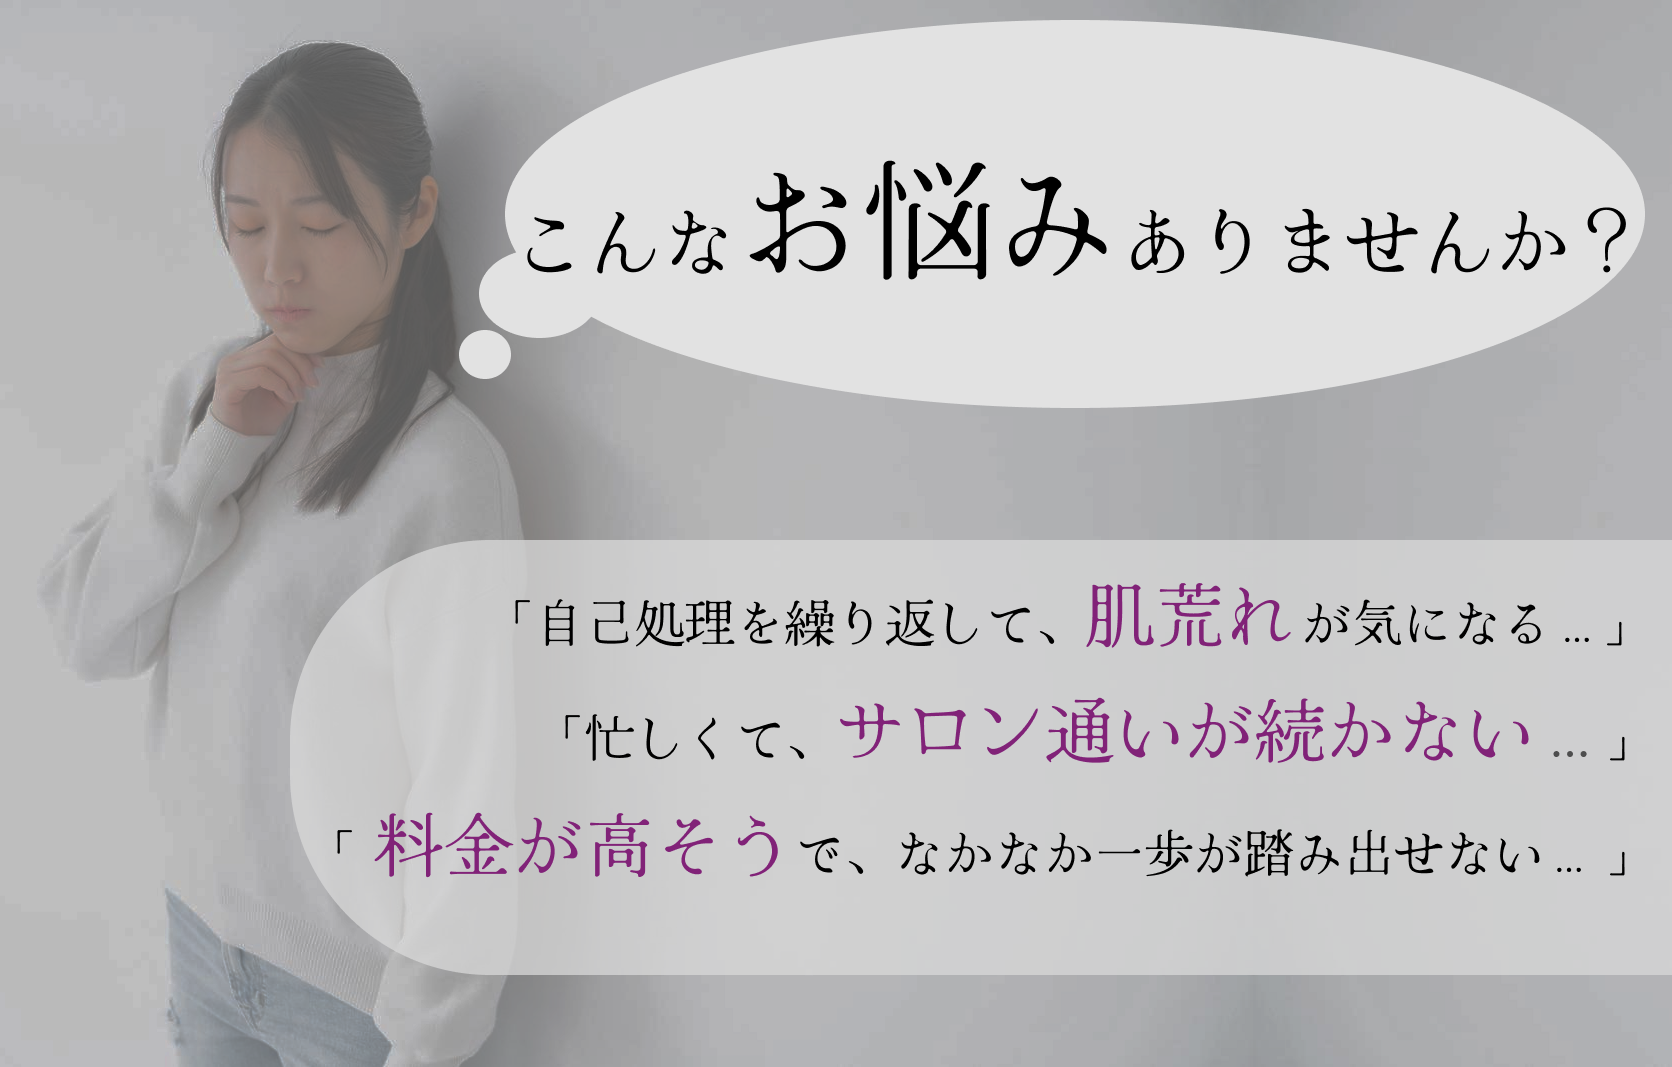 こんなお悩みありませんか?
「自己処理を繰り返して、肌荒れが気になる...」
「忙しくて、サロン通いが続かない...」
「料金が高そうで、なかなか一歩が踏み出せない...」